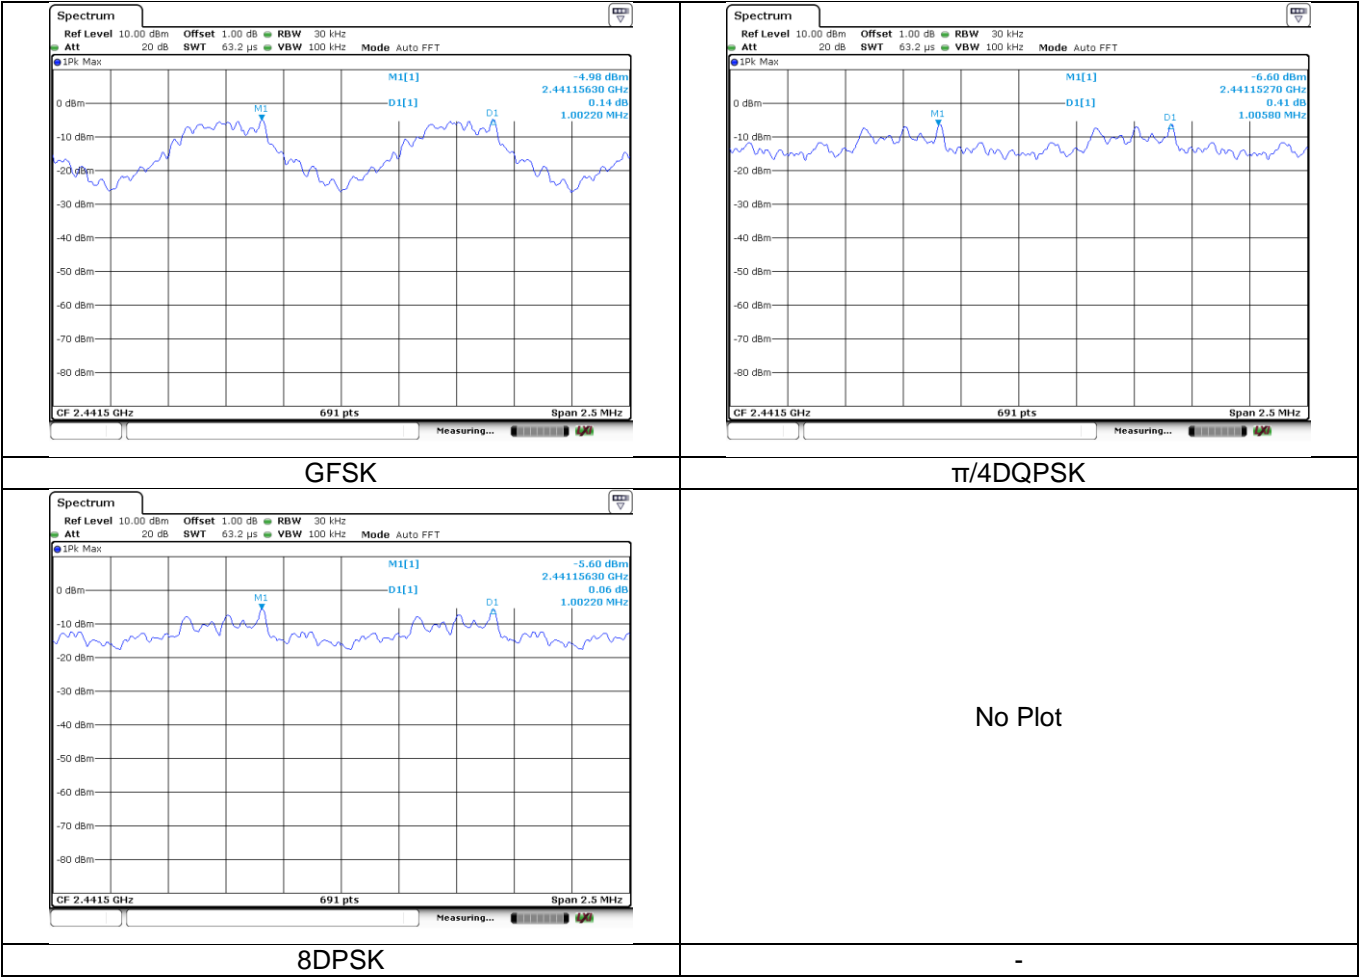 Spectrum
Ref Level 10.00 dBm Offset 1.00 dB RBW 30 kHz
Att 20 dB SWT 63.2 µs VBW 100 kHz Mode Auto FFT
1Pk Max
M1[1] -4.98 dBm
2.44115630 GHz
0 dBm D1[1] 0.14 dB
M1 D1 1.00220 MHz
-10 dBm
-20 dBm
-30 dBm
-40 dBm
-50 dBm
-60 dBm
-70 dBm
-80 dBm
CF 2.4415 GHz 691 pts Span 2.5 MHz
Measuring...
GFSK
Spectrum
Ref Level 10.00 dBm Offset 1.00 dB RBW 30 kHz
Att 20 dB SWT 63.2 µs VBW 100 kHz Mode Auto FFT
1Pk Max
M1[1] -6.60 dBm
2.44115270 GHz
0 dBm D1[1] 0.41 dB
M1 D1 1.00580 MHz
-10 dBm
-20 dBm
-30 dBm
-40 dBm
-50 dBm
-60 dBm
-70 dBm
-80 dBm
CF 2.4415 GHz 691 pts Span 2.5 MHz
Measuring...
π/4DQPSK
Spectrum
Ref Level 10.00 dBm Offset 1.00 dB RBW 30 kHz
Att 20 dB SWT 63.2 µs VBW 100 kHz Mode Auto FFT
1Pk Max
M1[1] -5.60 dBm
2.44115630 GHz
0 dBm D1[1] 0.06 dB
M1 D1 1.00220 MHz
-10 dBm
-20 dBm
-30 dBm
-40 dBm
-50 dBm
-60 dBm
-70 dBm
-80 dBm
CF 2.4415 GHz 691 pts Span 2.5 MHz
Measuring...
8DPSK
No Plot
-